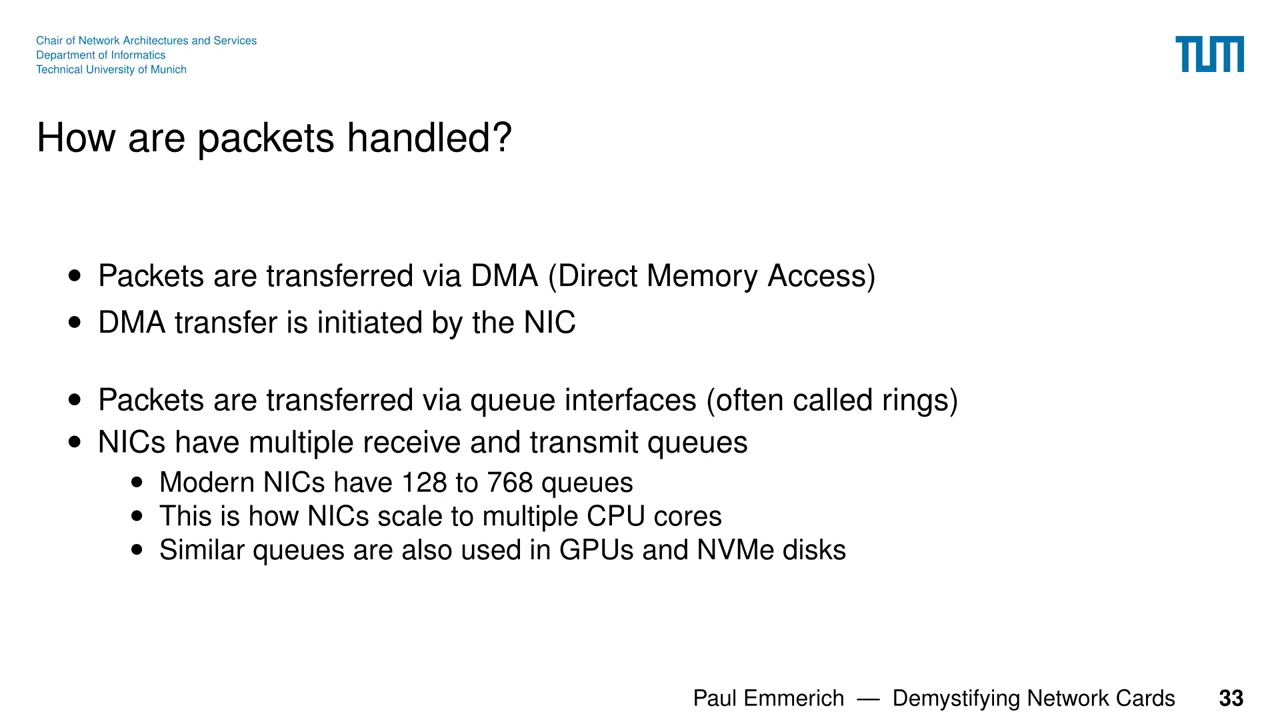 Chair of Network Architectures and Services
Department of Informatics
Technical University of Munich
TUM
How are packets handled?
• Packets are transferred via DMA (Direct Memory Access)
• DMA transfer is initiated by the NIC
• Packets are transferred via queue interfaces (often called rings)
• NICs have multiple receive and transmit queues
• Modern NICs have 128 to 768 queues
• This is how NICs scale to multiple CPU cores
• Similar queues are also used in GPUs and NVMe disks
Paul Emmerich — Demystifying Network Cards 33